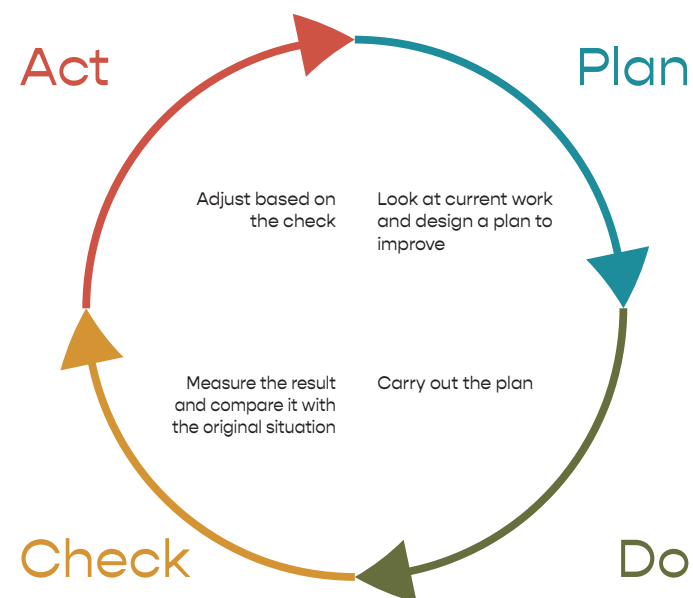 Act
Plan
Adjust based on
the check
Look at current work
and design a plan to
improve
Measure the result
and compare it with
the original situation
Carry out the plan
Check
Do